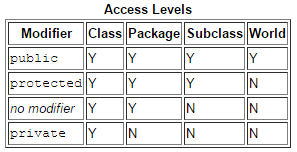 Access Levels
Modifier Class Package Subclass World
public Y Y Y Y
protected Y Y Y N
no modifier Y Y N N
private Y N N N